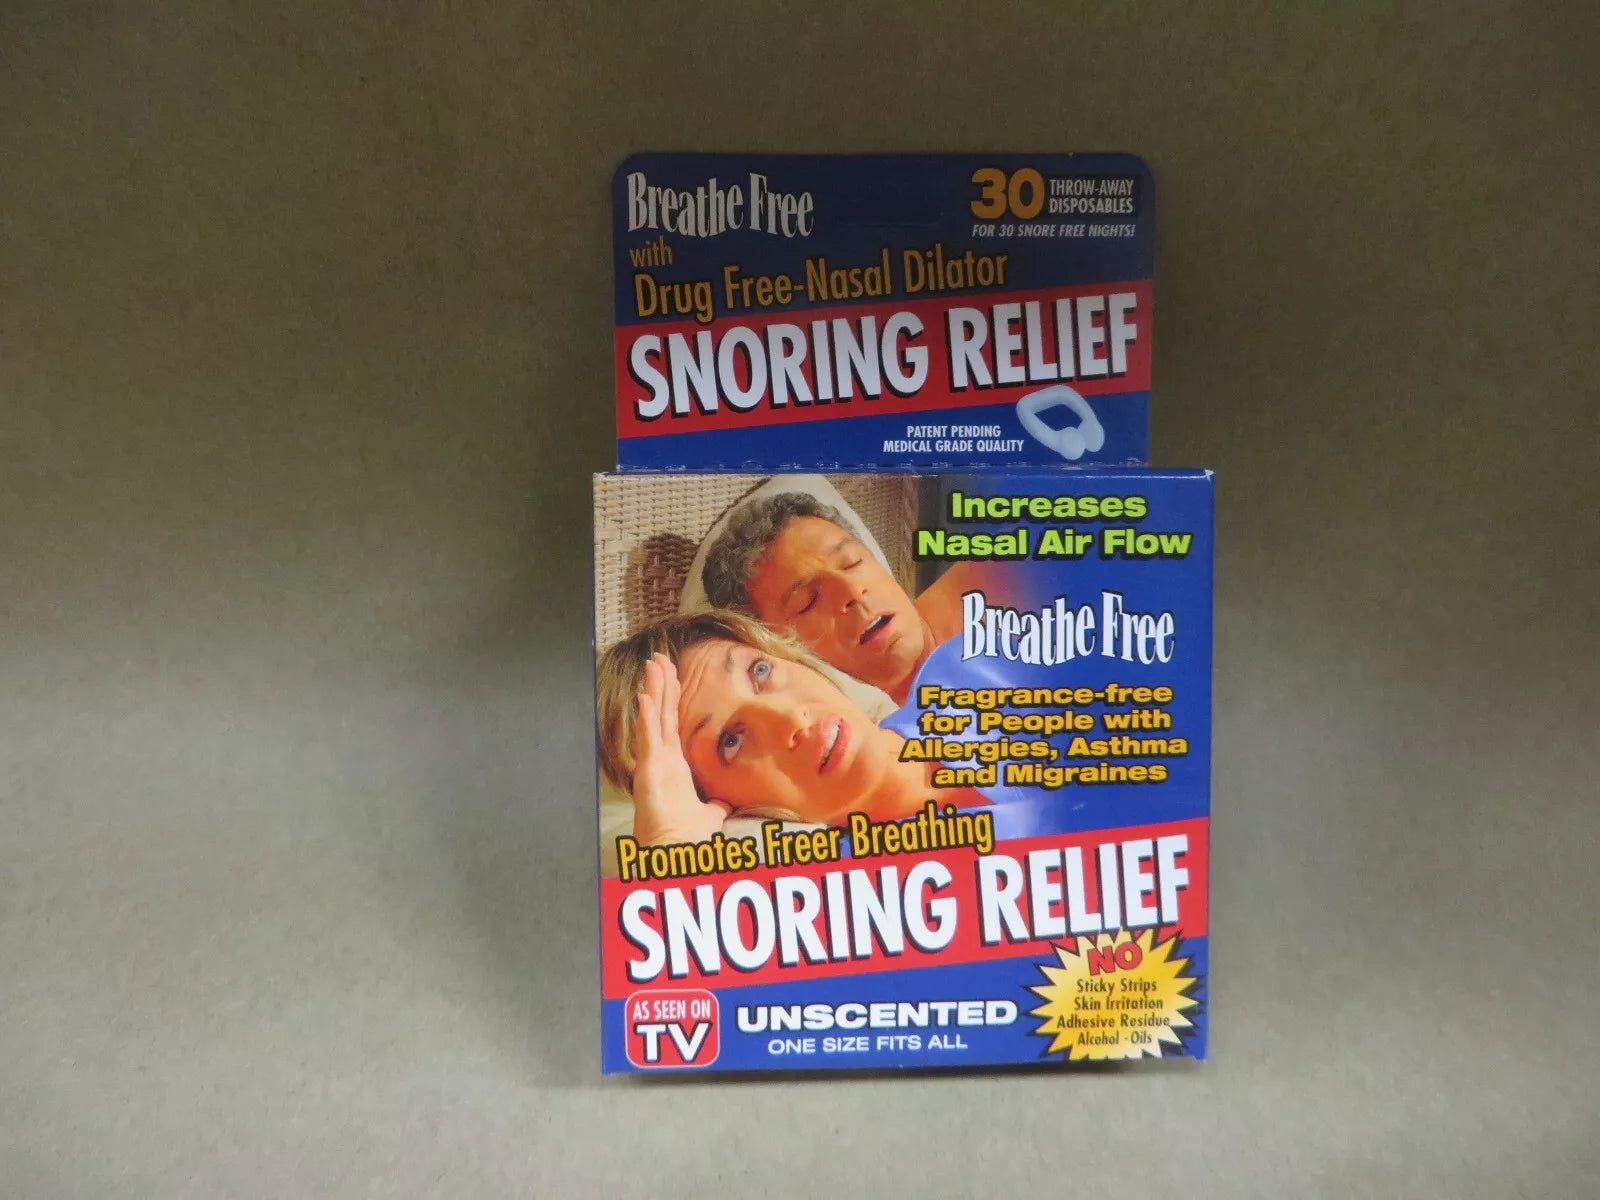 Breathe Free
30 THROW-AWAY
DISPOSABLES
FOR 30 SNORE FREE NIGHTS!
with
Drug Free-Nasal Dilator
SNORING RELIEF
PATENT PENDING
MEDICAL GRADE QUALITY
Increases
Nasal Air Flow
Breathe Free
Fragrance-free
for People with
Allergies, Asthma
and Migraines
Promotes Freer Breathing
SNORING RELIEF
NO
Sticky Strips
Skin Irritation
Adhesive Residue
Alcohol - Oils
AS SEEN ON
TV
UNSCENTED
ONE SIZE FITS ALL